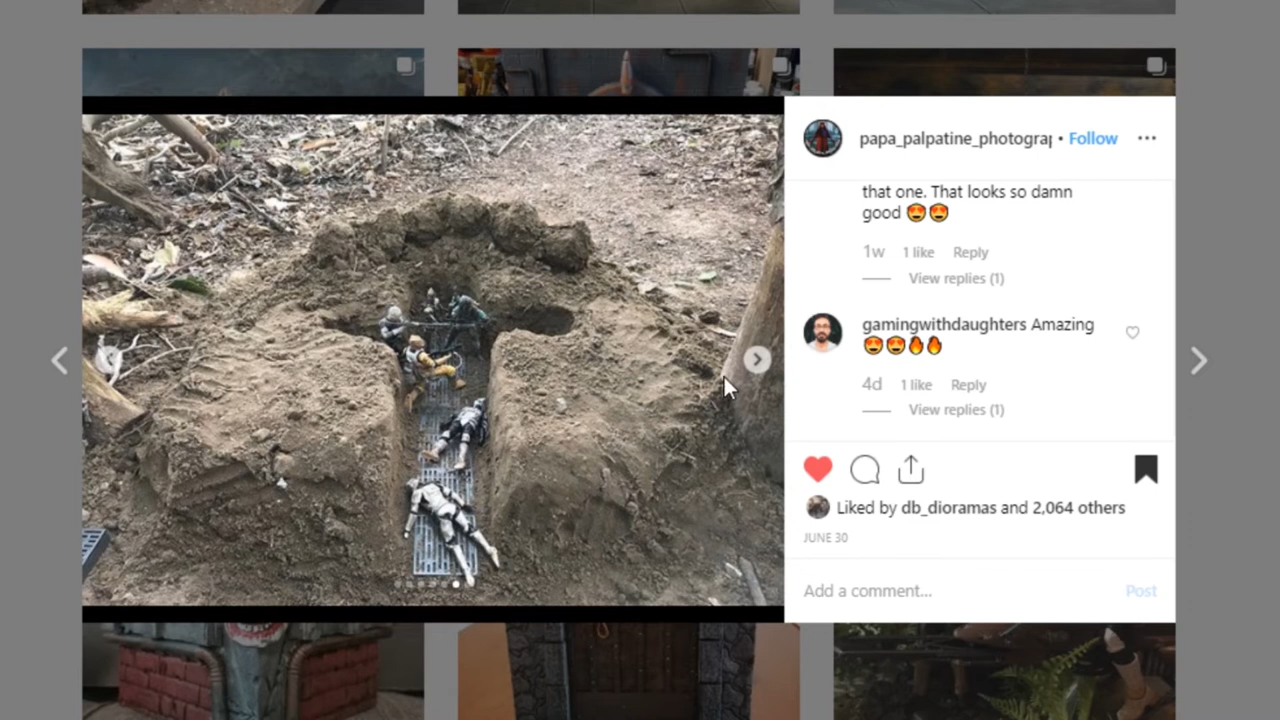 papa_palpatine_photograp • Follow
that one. That looks so damn
good 😍 😍
1w 1 like Reply
View replies (1)
gamingwithdaughters Amazing
😍😍🔥🔥
4d 1 like Reply
View replies (1)
Liked by db_dioramas and 2,064 others
JUNE 30
Add a comment... Post